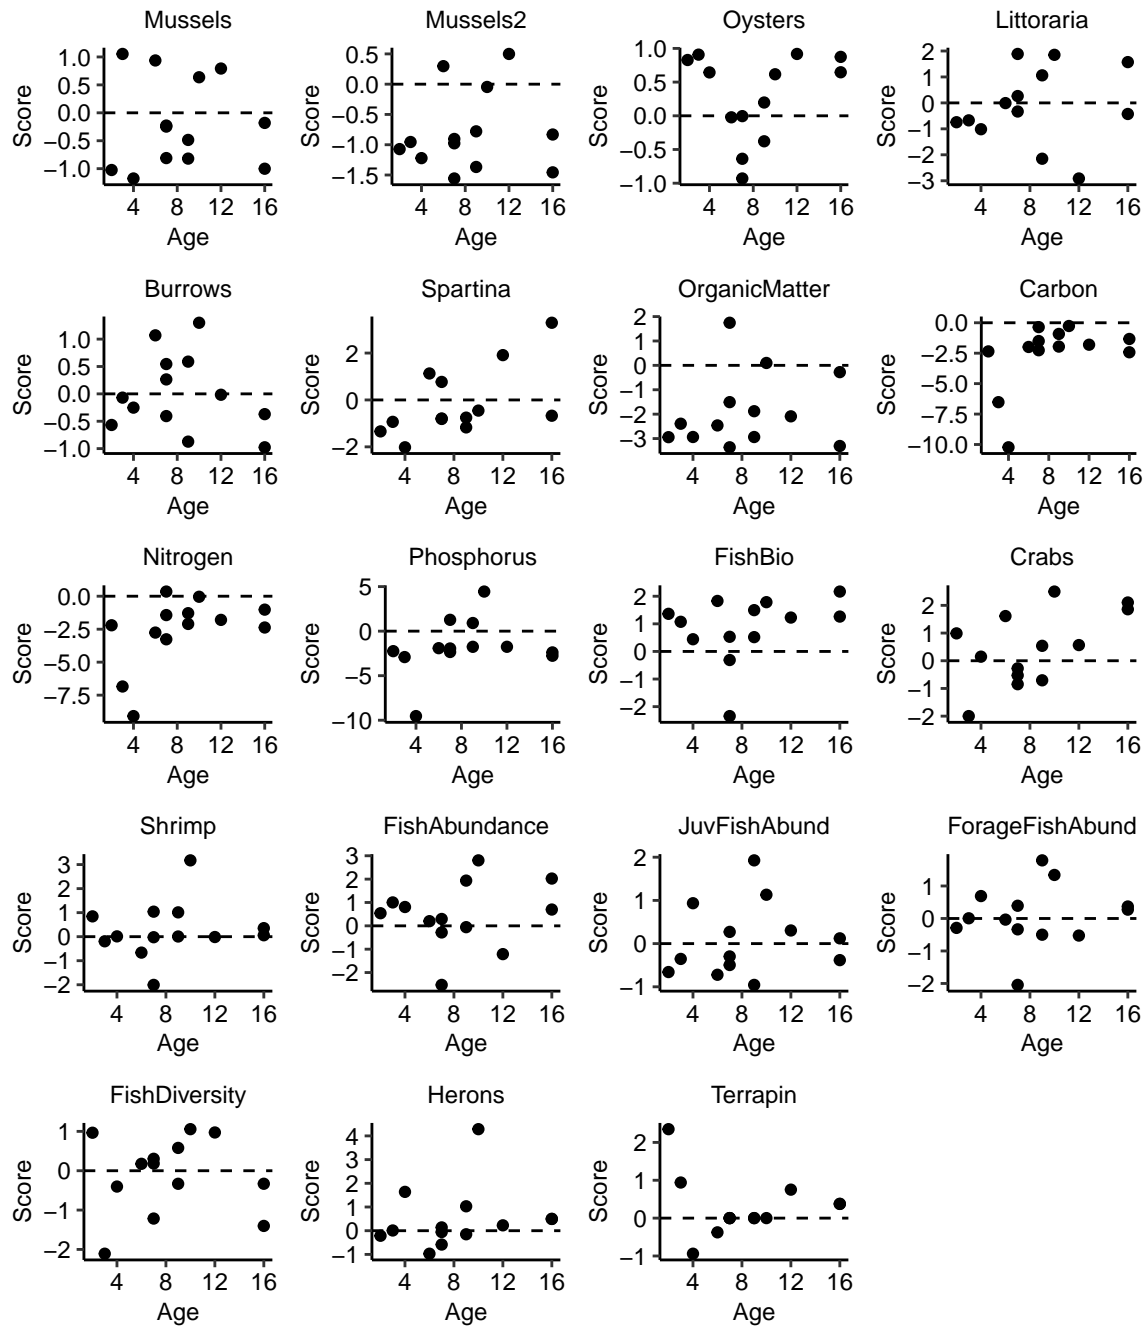 Mussels
Mussels2
Oysters
Littoraria
Score
1.0
0.5
0.0
−0.5
−1.0
4 8 12 16
Age
Score
0.5
0.0
−0.5
−1.0
−1.5
4 8 12 16
Age
Score
1.0
0.5
0.0
−0.5
−1.0
4 8 12 16
Age
Score
2
1
0
−1
−2
−3
4 8 12 16
Age
Burrows
Spartina
OrganicMatter
Carbon
Score
1.0
0.5
0.0
−0.5
−1.0
4 8 12 16
Age
Score
2
0
−2
4 8 12 16
Age
Score
2
1
0
−1
−2
−3
4 8 12 16
Age
Score
0.0
−2.5
−5.0
−7.5
−10.0
4 8 12 16
Age
Nitrogen
Phosphorus
FishBio
Crabs
Score
0.0
−2.5
−5.0
−7.5
4 8 12 16
Age
Score
5
0
−5
−10
4 8 12 16
Age
Score
2
1
0
−1
−2
4 8 12 16
Age
Score
2
1
0
−1
−2
4 8 12 16
Age
Shrimp
FishAbundance
JuvFishAbund
ForageFishAbund
Score
3
2
1
0
−1
−2
4 8 12 16
Age
Score
3
2
1
0
−1
−2
4 8 12 16
Age
Score
2
1
0
−1
4 8 12 16
Age
Score
1
0
−1
−2
4 8 12 16
Age
FishDiversity
Herons
Terrapin
Score
1
0
−1
−2
4 8 12 16
Age
Score
4
3
2
1
0
−1
4 8 12 16
Age
Score
2
1
0
−1
4 8 12 16
Age